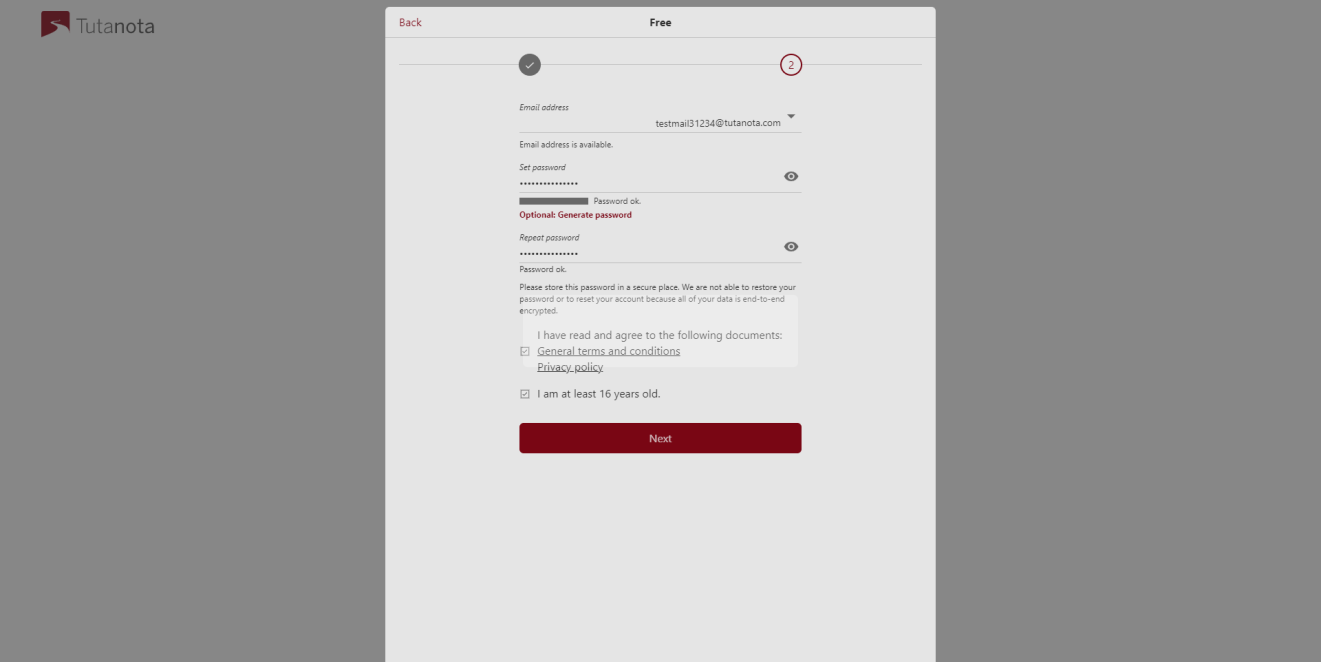 Tutanota
Back
Free
2
Email address
testmail31234@tutanota.com
Email address is available.
Set password
•••••••••••••••
Password ok.
Optional: Generate password
Repeat password
•••••••••••••••
Password ok.
Please store this password in a secure place. We are not able to restore your
password or to reset your account because all of your data is end-to-end
encrypted.
I have read and agree to the following documents:
General terms and conditions
Privacy policy
I am at least 16 years old.
Next